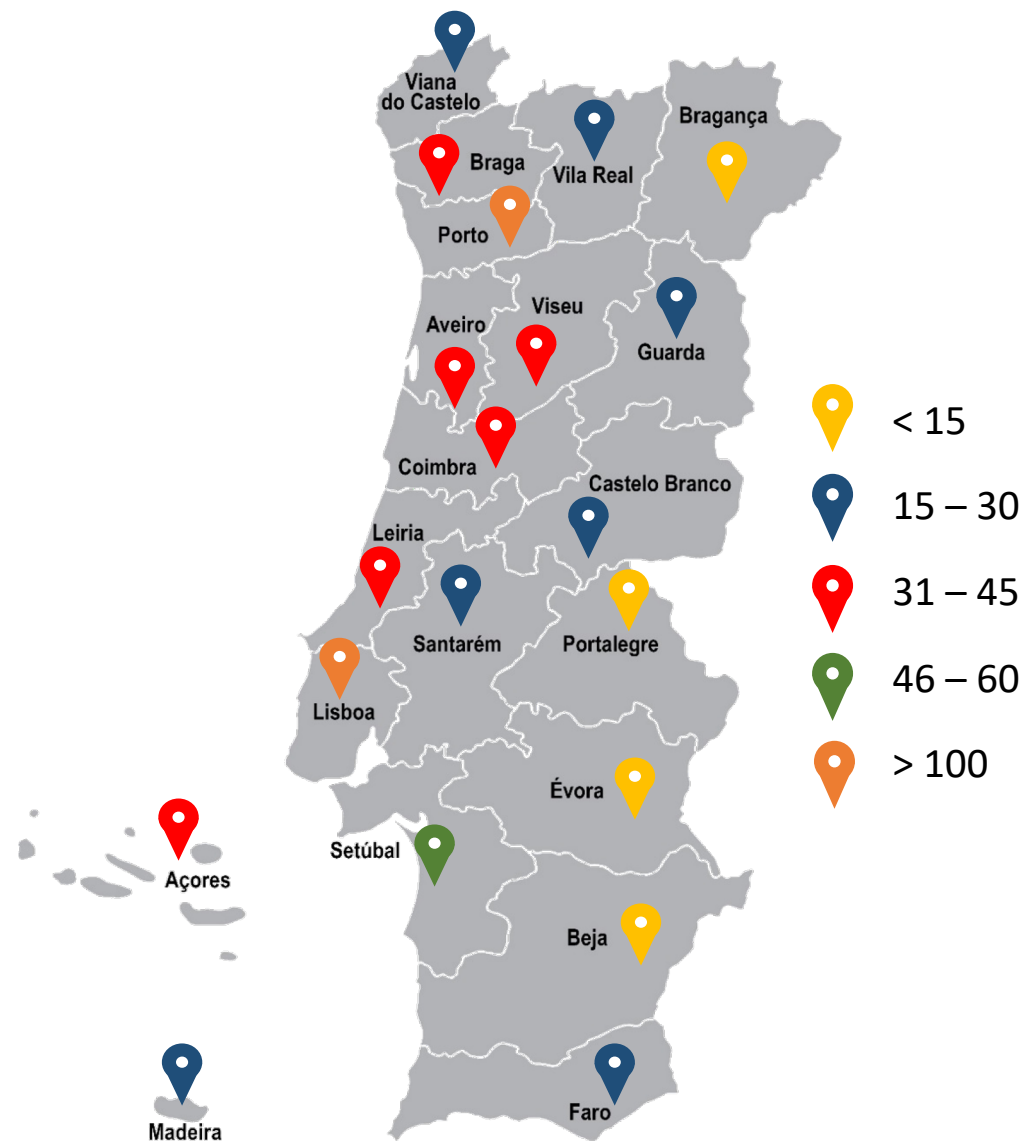 Viana
do Castelo
Bragança
Braga
Vila Real
Porto
Viseu
Aveiro
Guarda
< 15
Coimbra
Castelo Branco
15 – 30
Leiria
31 – 45
Santarém
Portalegre
46 – 60
Lisboa
> 100
Évora
Setúbal
Açores
Beja
Faro
Madeira